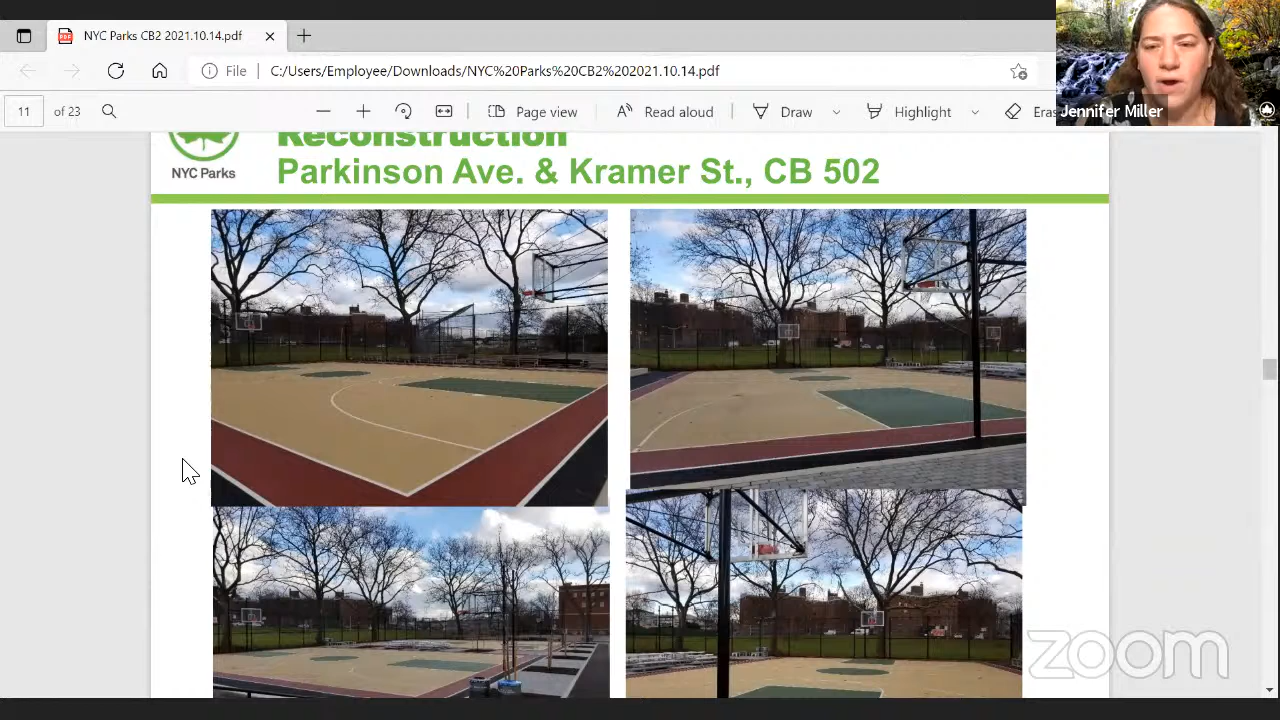 NYC Parks CB2 2021.10.14.pdf
File C:/Users/Employee/Downloads/NYC%20Parks%20CB2%202021.10.14.pdf
11 of 23 Page view Read aloud Draw Highlight Eras
Jennifer Miller
Reconstruction
NYC Parks
Parkinson Ave. & Kramer St., CB 502
zoom